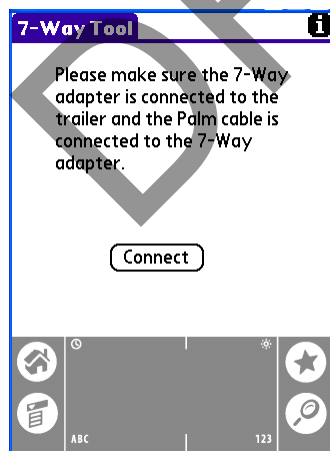 7-Way Tool i
Please make sure the 7-Way
adapter is connected to the
trailer and the Palm cable is
connected to the 7-Way
adapter.
Connect
ABC 123